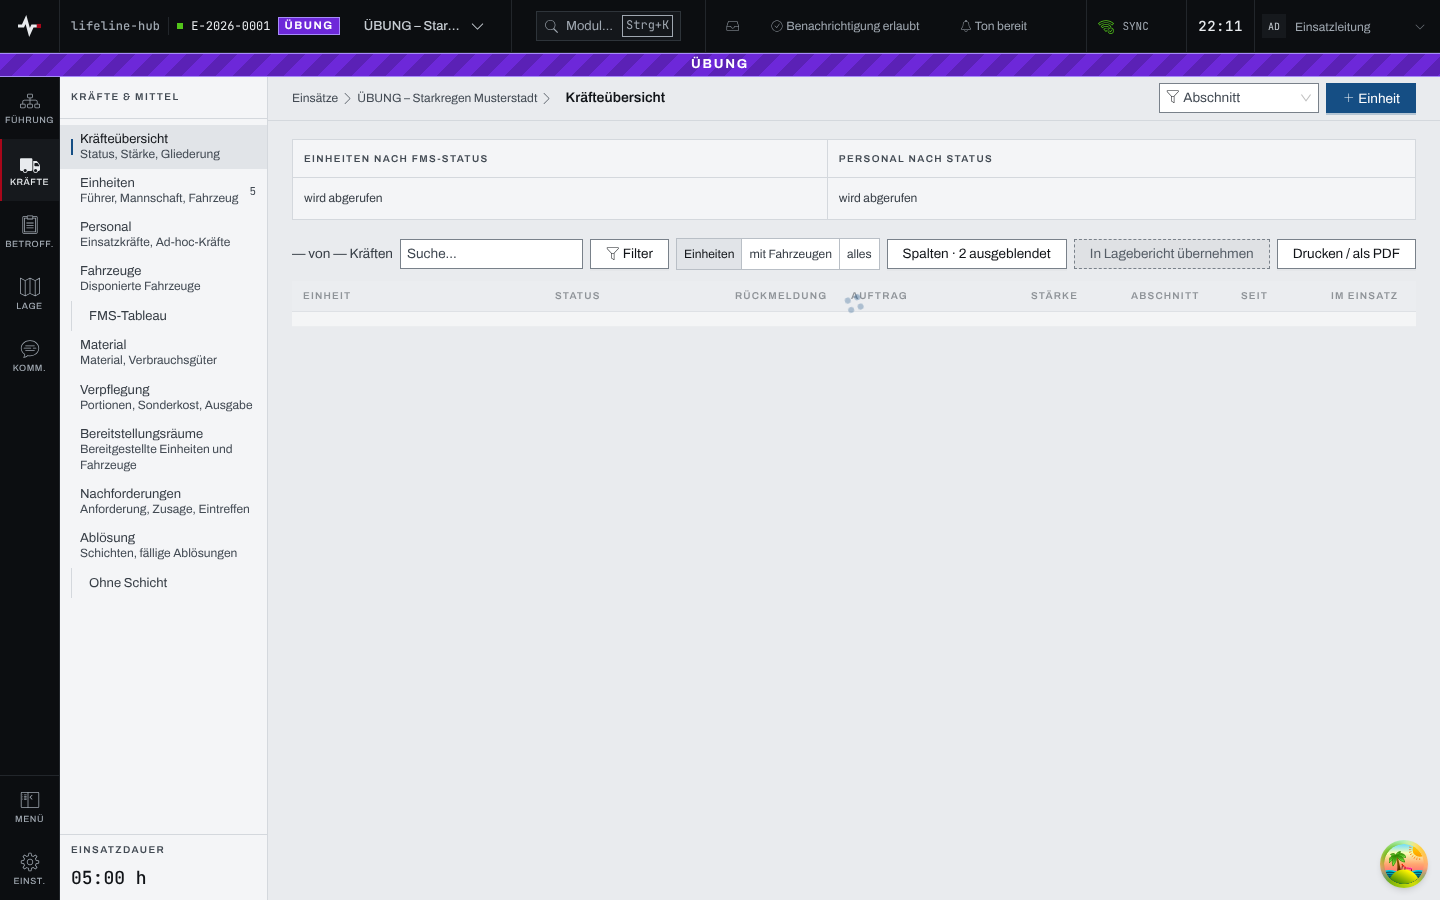 lifeline-hub E-2026-0001 ÜBUNG ÜBUNG – Star... Modul... Strg+K Benachrichtigung erlaubt Ton bereit SYNC 22:11 AD Einsatzleitung
ÜBUNG
FÜHRUNG
KRÄFTE
BETROFF.
LAGE
KOMM.
MENÜ
EINST.
KRÄFTE & MITTEL
Kräfteübersicht
Status, Stärke, Gliederung
Einheiten
Führer, Mannschaft, Fahrzeug 5
Personal
Einsatzkräfte, Ad-hoc-Kräfte
Fahrzeuge
Disponierte Fahrzeuge
FMS-Tableau
Material
Material, Verbrauchsgüter
Verpflegung
Portionen, Sonderkost, Ausgabe
Bereitstellungsräume
Bereitgestellte Einheiten und
Fahrzeuge
Nachforderungen
Anforderung, Zusage, Eintreffen
Ablösung
Schichten, fällige Ablösungen
Ohne Schicht
EINSATZDAUER
05:00 h
Einsätze > ÜBUNG – Starkregen Musterstadt > Kräfteübersicht Abschnitt + Einheit
EINHEITEN NACH FMS-STATUS PERSONAL NACH STATUS
wird abgerufen wird abgerufen
— von — Kräften Suche... Filter Einheiten mit Fahrzeugen alles Spalten · 2 ausgeblendet In Lagebericht übernehmen Drucken / als PDF
EINHEIT STATUS RÜCKMELDUNG AUFTRAG STÄRKE ABSCHNITT SEIT IM EINSATZ